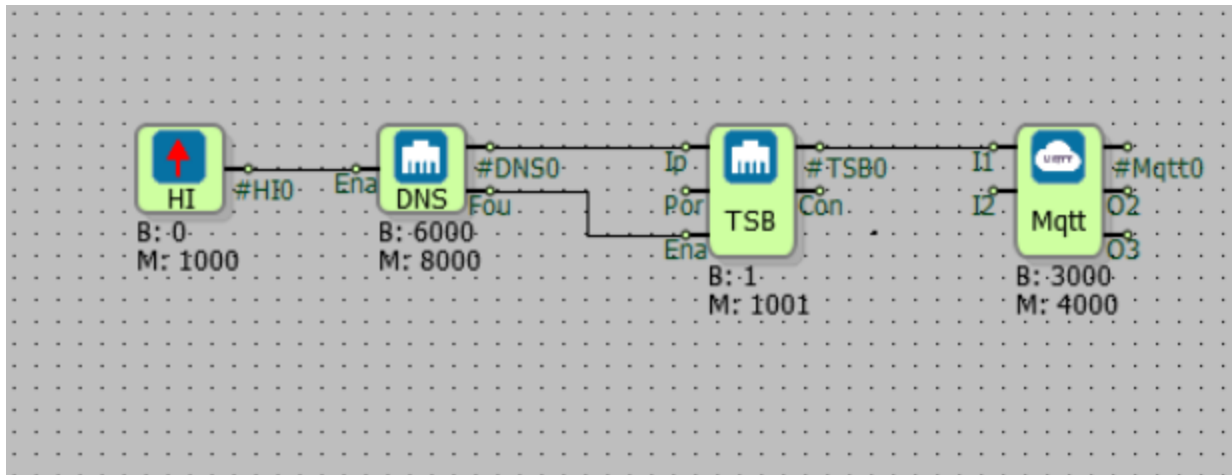 HI
#HI0
B: 0
M: 1000
Ena
DNS
#DNS0
Fou
B: 6000
M: 8000
Ip
Por
Ena
TSB
#TSB0
Con
B: 1
M: 1001
I1
I2
Mqtt
#Mqtt0
O2
O3
B: 3000
M: 4000